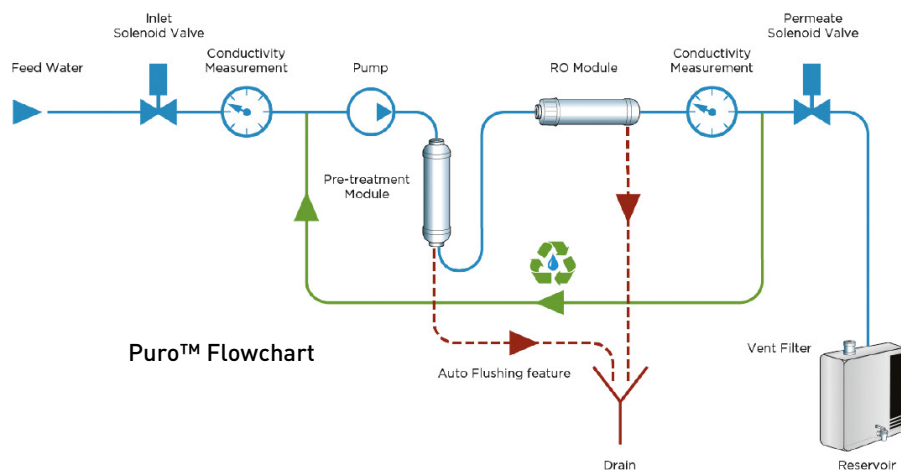 Inlet
Solenoid Valve
Permeate
Solenoid Valve
Feed Water
Conductivity
Measurement
Pump
RO Module
Conductivity
Measurement
Pre-treatment
Module
Puro™ Flowchart
Auto Flushing feature
Vent Filter
Drain
Reservoir